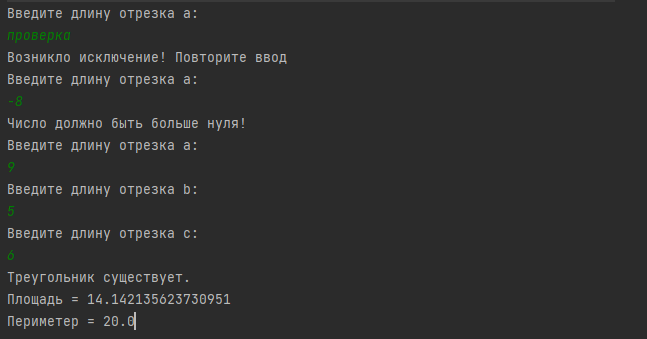 Введите длину отрезка a:
проверка
Возникло исключение! Повторите ввод
Введите длину отрезка a:
-8
Число должно быть больше нуля!
Введите длину отрезка a:
9
Введите длину отрезка b:
5
Введите длину отрезка c:
6
Треугольник существует.
Площадь = 14.142135623730951
Периметр = 20.0